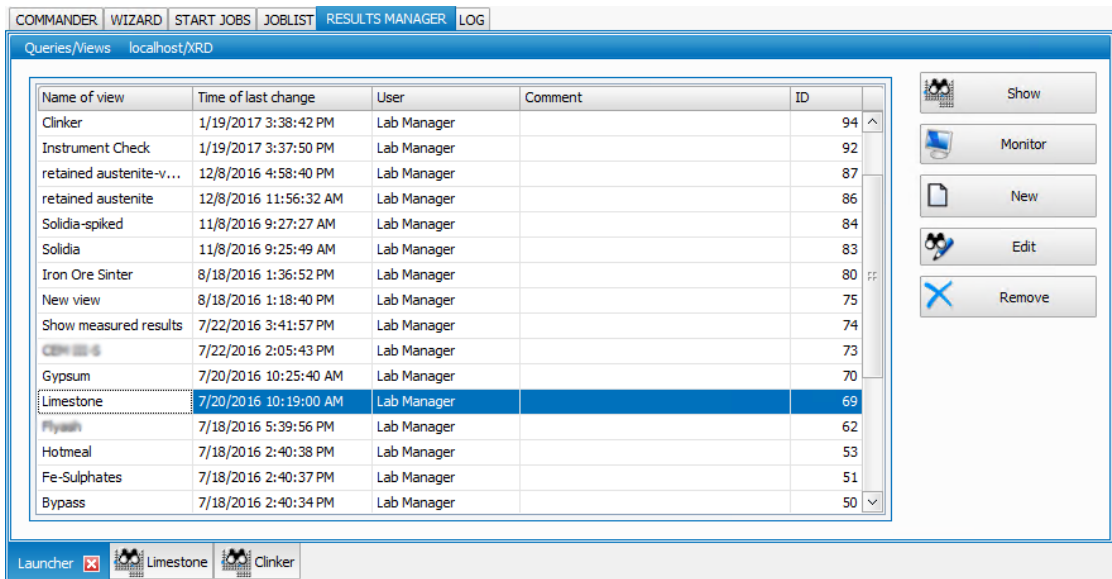 COMMANDER WIZARD START JOBS JOBLIST RESULTS MANAGER LOG
Queries/Views localhost/XRD
Name of view Time of last change User Comment ID
Clinker 1/19/2017 3:38:42 PM Lab Manager 94
Instrument Check 1/19/2017 3:37:50 PM Lab Manager 92
retained austenite-v... 12/8/2016 4:58:40 PM Lab Manager 87
retained austenite 12/8/2016 11:56:32 AM Lab Manager 86
Solidia-spiked 11/8/2016 9:27:27 AM Lab Manager 84
Solidia 11/8/2016 9:25:49 AM Lab Manager 83
Iron Ore Sinter 8/18/2016 1:36:52 PM Lab Manager 80
New view 8/18/2016 1:18:40 PM Lab Manager 75
Show measured results 7/22/2016 3:41:57 PM Lab Manager 74
7/22/2016 2:05:43 PM Lab Manager 73
Gypsum 7/20/2016 10:25:40 AM Lab Manager 70
Limestone 7/20/2016 10:19:00 AM Lab Manager 69
7/18/2016 5:39:56 PM Lab Manager 62
Hotmeal 7/18/2016 2:40:38 PM Lab Manager 53
Fe-Sulphates 7/18/2016 2:40:37 PM Lab Manager 51
Bypass 7/18/2016 2:40:34 PM Lab Manager 50
Show
Monitor
New
Edit
Remove
Launcher Limestone Clinker